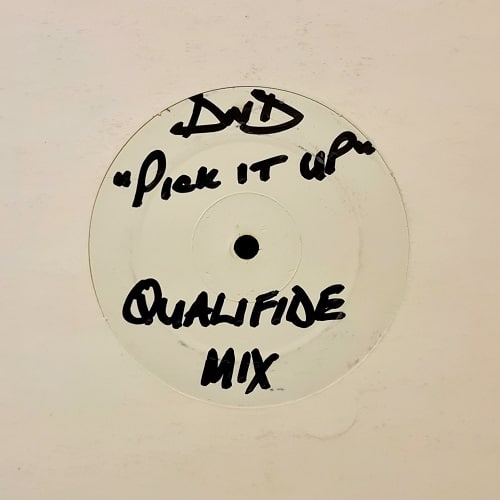 DND
"Pick IT UP"
QUALIFIDE
MIX